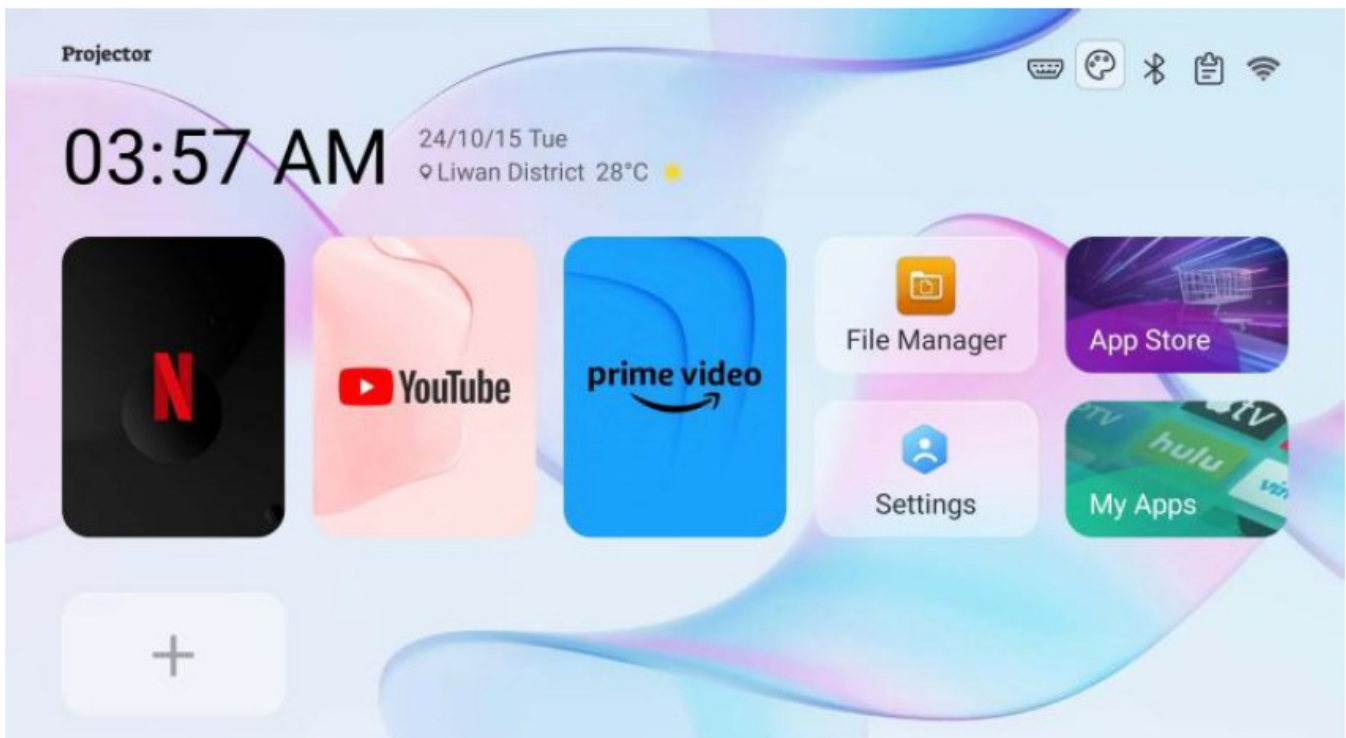 Projector
03:57 AM
24/10/15 Tue
Liwan District 28°C
N
YouTube
prime video
File Manager
App Store
Settings
tv
hulu
My Apps
+